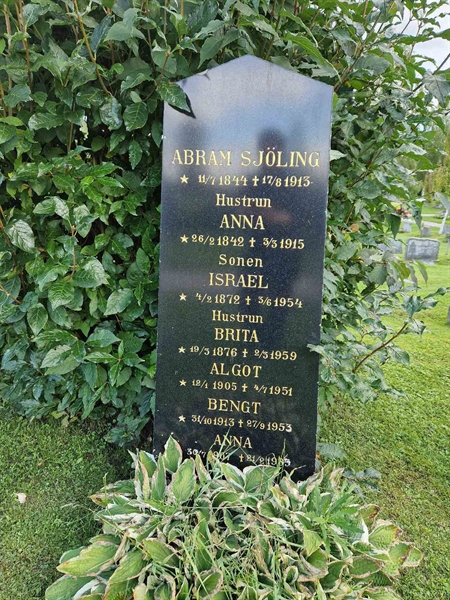 ABRAM SJÖLING
★ 11/7 1844 ✝ 17/8 1913
Hustrun
ANNA
★ 26/2 1842 ✝ 3/3 1915
Sonen
ISRAEL
★ 4/2 1872 ✝ 3/6 1954
Hustrun
BRITA
★ 19/3 1876 ✝ 2/3 1959
ALGOT
★ 12/1 1905 ✝ 4/7 1951
BENGT
★ 31/10 1913 ✝ 27/9 1953
ANNA